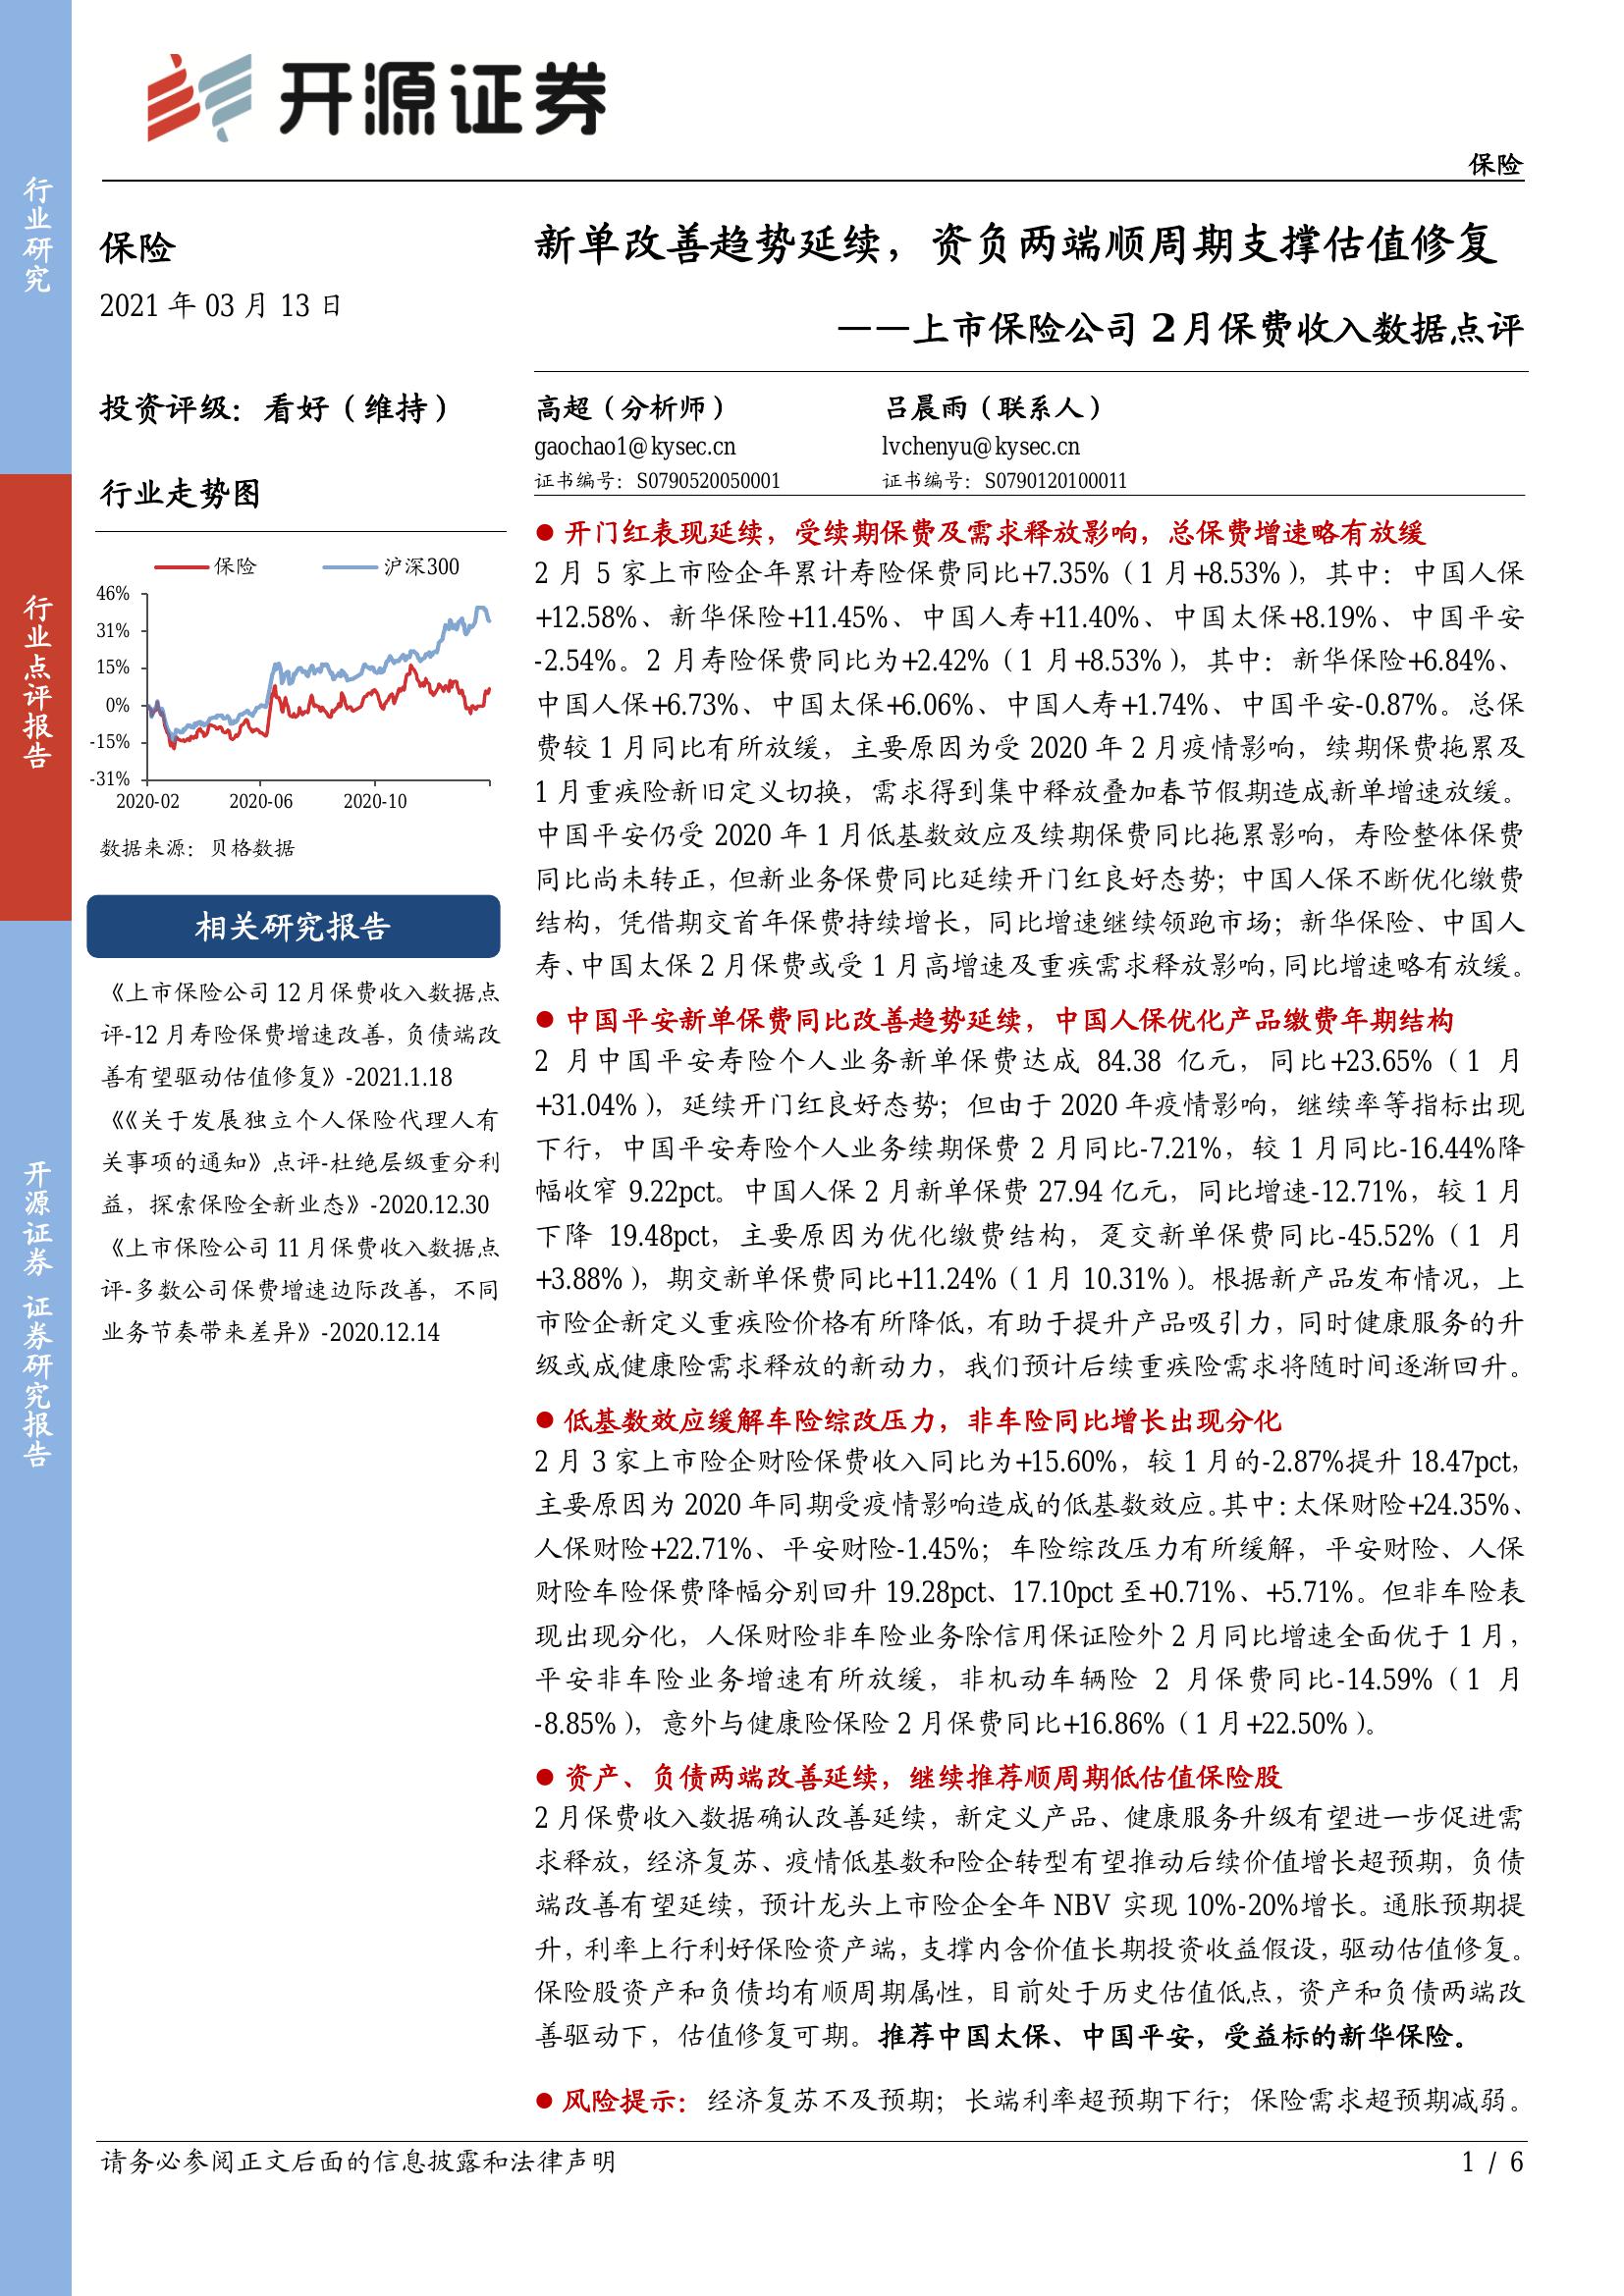 开源证券
保险
行业研究
行业点评报告
开源证券 证券研究报告
保险
2021 年 03 月 13 日
投资评级：看好（维持）
行业走势图
保险 沪深300
46%
31%
15%
0%
-15%
-31%
2020-02 2020-06 2020-10
数据来源：贝格数据
相关研究报告
《上市保险公司 12 月保费收入数据点
评-12 月寿险保费增速改善，负债端改
善有望驱动估值修复》-2021.1.18
《《关于发展独立个人保险代理人有
关事项的通知》点评-杜绝层级重分利
益，探索保险全新业态》-2020.12.30
《上市保险公司 11 月保费收入数据点
评-多数公司保费增速边际改善，不同
业务节奏带来差异》-2020.12.14
新单改善趋势延续，资负两端顺周期支撑估值修复
——上市保险公司 2 月保费收入数据点评
高超（分析师） 吕晨雨（联系人）
gaochao1@kysec.cn lvchenyu@kysec.cn
证书编号：S0790520050001 证书编号：S0790120100011
● 开门红表现延续，受续期保费及需求释放影响，总保费增速略有放缓
2 月 5 家上市险企年累计寿险保费同比+7.35%（1 月+8.53%），其中：中国人保
+12.58%、新华保险+11.45%、中国人寿+11.40%、中国太保+8.19%、中国平安
-2.54%。2 月寿险保费同比为+2.42%（1 月+8.53%），其中：新华保险+6.84%、
中国人保+6.73%、中国太保+6.06%、中国人寿+1.74%、中国平安-0.87%。总保
费较 1 月同比有所放缓，主要原因为受 2020 年 2 月疫情影响，续期保费拖累及
1 月重疾险新旧定义切换，需求得到集中释放叠加春节假期造成新单增速放缓。
中国平安仍受 2020 年 1 月低基数效应及续期保费同比拖累影响，寿险整体保费
同比尚未转正，但新业务保费同比延续开门红良好态势；中国人保不断优化缴费
结构，凭借期交首年保费持续增长，同比增速继续领跑市场；新华保险、中国人
寿、中国太保 2 月保费或受 1 月高增速及重疾需求释放影响，同比增速略有放缓。
● 中国平安新单保费同比改善趋势延续，中国人保优化产品缴费年期结构
2 月中国平安寿险个人业务新单保费达成 84.38 亿元，同比+23.65%（1 月
+31.04%），延续开门红良好态势；但由于 2020 年疫情影响，继续率等指标出现
下行，中国平安寿险个人业务续期保费 2 月同比-7.21%，较 1 月同比-16.44%降
幅收窄 9.22pct。中国人保 2 月新单保费 27.94 亿元，同比增速-12.71%，较 1 月
下降 19.48pct，主要原因为优化缴费结构，趸交新单保费同比-45.52%（1 月
+3.88%），期交新单保费同比+11.24%（1 月 10.31%）。根据新产品发布情况，上
市险企新定义重疾险价格有所降低，有助于提升产品吸引力，同时健康服务的升
级或成健康险需求释放的新动力，我们预计后续重疾险需求将随时间逐渐回升。
● 低基数效应缓解车险综改压力，非车险同比增长出现分化
2 月 3 家上市险企财险保费收入同比为+15.60%，较 1 月的-2.87%提升 18.47pct，
主要原因为 2020 年同期受疫情影响造成的低基数效应。其中：太保财险+24.35%、
人保财险+22.71%、平安财险-1.45%；车险综改压力有所缓解，平安财险、人保
财险车险保费降幅分别回升 19.28pct、17.10pct 至+0.71%、+5.71%。但非车险表
现出现分化，人保财险非车险业务除信用保证险外 2 月同比增速全面优于 1 月，
平安非车险业务增速有所放缓，非机动车辆险 2 月保费同比-14.59%（1 月
-8.85%），意外与健康险保险 2 月保费同比+16.86%（1 月+22.50%）。
● 资产、负债两端改善延续，继续推荐顺周期低估值保险股
2 月保费收入数据确认改善延续，新定义产品、健康服务升级有望进一步促进需
求释放，经济复苏、疫情低基数和险企转型有望推动后续价值增长超预期，负债
端改善有望延续，预计龙头上市险企全年 NBV 实现 10%-20%增长。通胀预期提
升，利率上行利好保险资产端，支撑内含价值长期投资收益假设，驱动估值修复。
保险股资产和负债均有顺周期属性，目前处于历史估值低点，资产和负债两端改
善驱动下，估值修复可期。推荐中国太保、中国平安，受益标的新华保险。
● 风险提示：经济复苏不及预期；长端利率超预期下行；保险需求超预期减弱。
请务必参阅正文后面的信息披露和法律声明 1 / 6